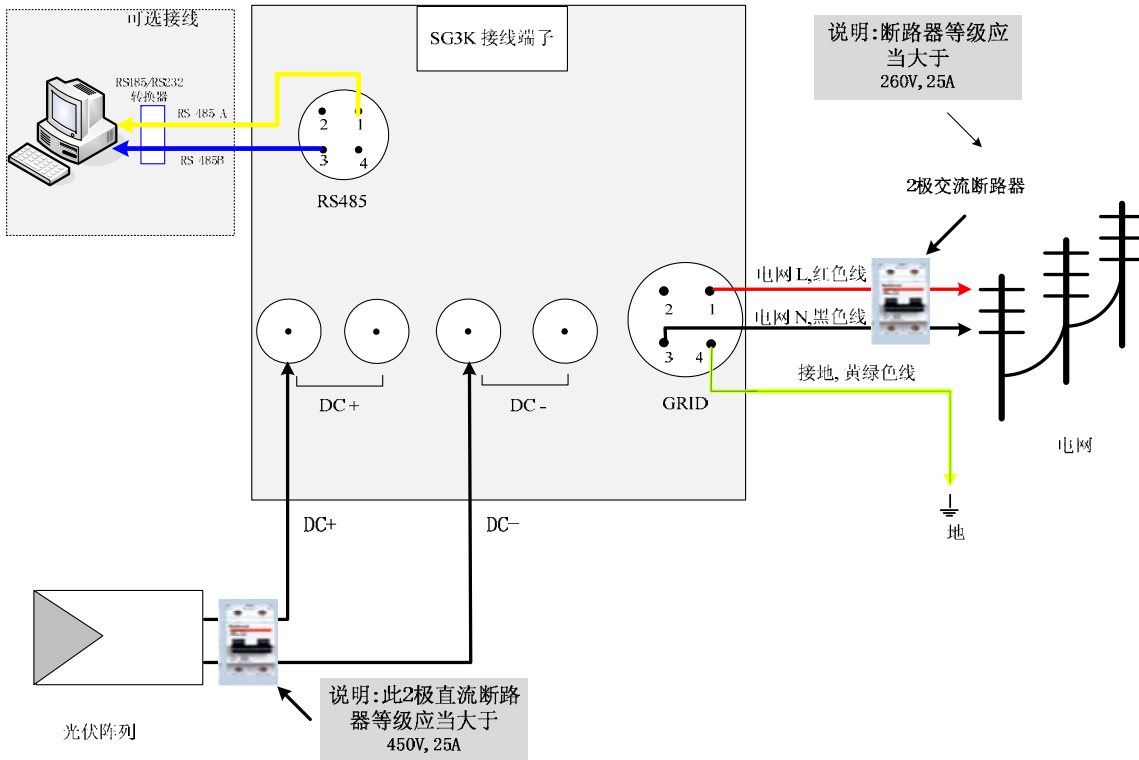 可选接线
RS485/RS232
转换器
RS 485 A
RS 485B
SG3K 接线端子
2 1
3 4
RS485
说明:断路器等级应
当大于
260V,25A
2极交流断路器
电网 L,红色线
电网 N,黑色线
接地, 黄绿色线
2 1
3 4
GRID
DC +
DC -
电网
地
DC+
DC-
光伏阵列
说明:此2极直流断路
器等级应当大于
450V, 25A